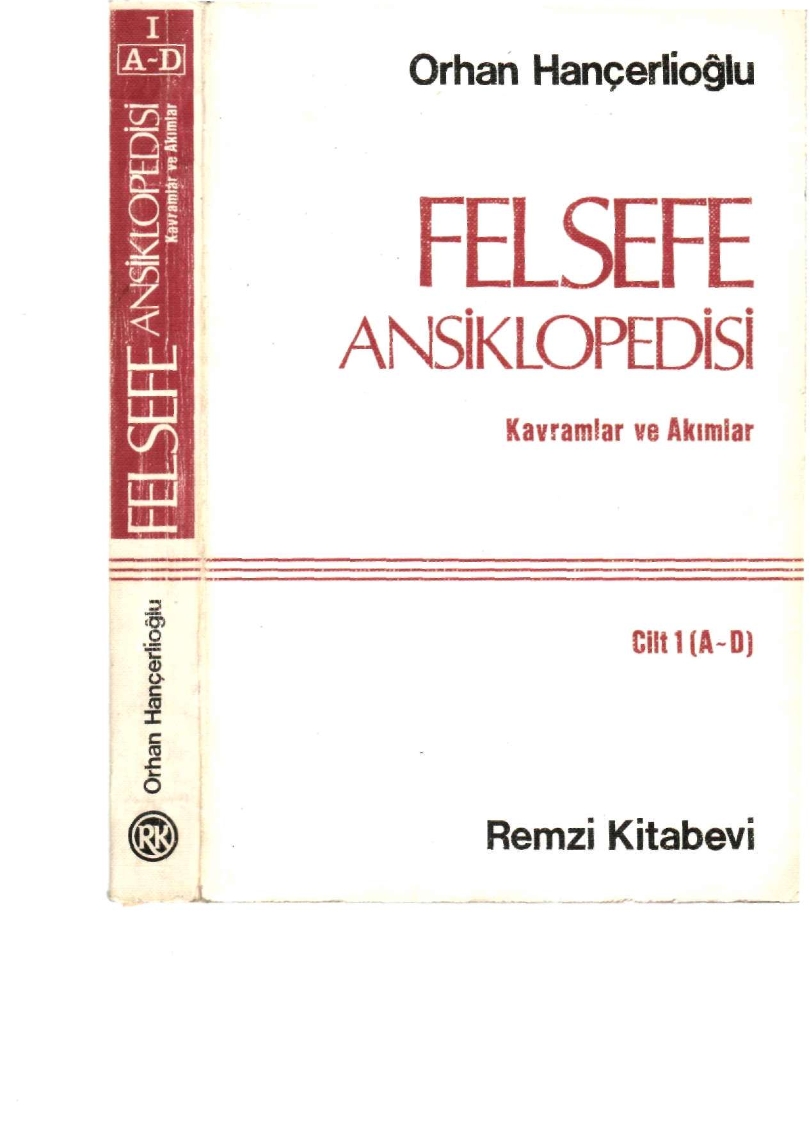 I
A~D
FELSEFE ANSİKLOPEDİSİ
Kavramlar ve Akımlar
Orhan Hançerlioğlu
RK
Orhan Hançerlioğlu
FELSEFE
ANSİKLOPEDİSİ
Kavramlar ve Akımlar
Cilt 1 (A~D)
Remzi Kitabevi